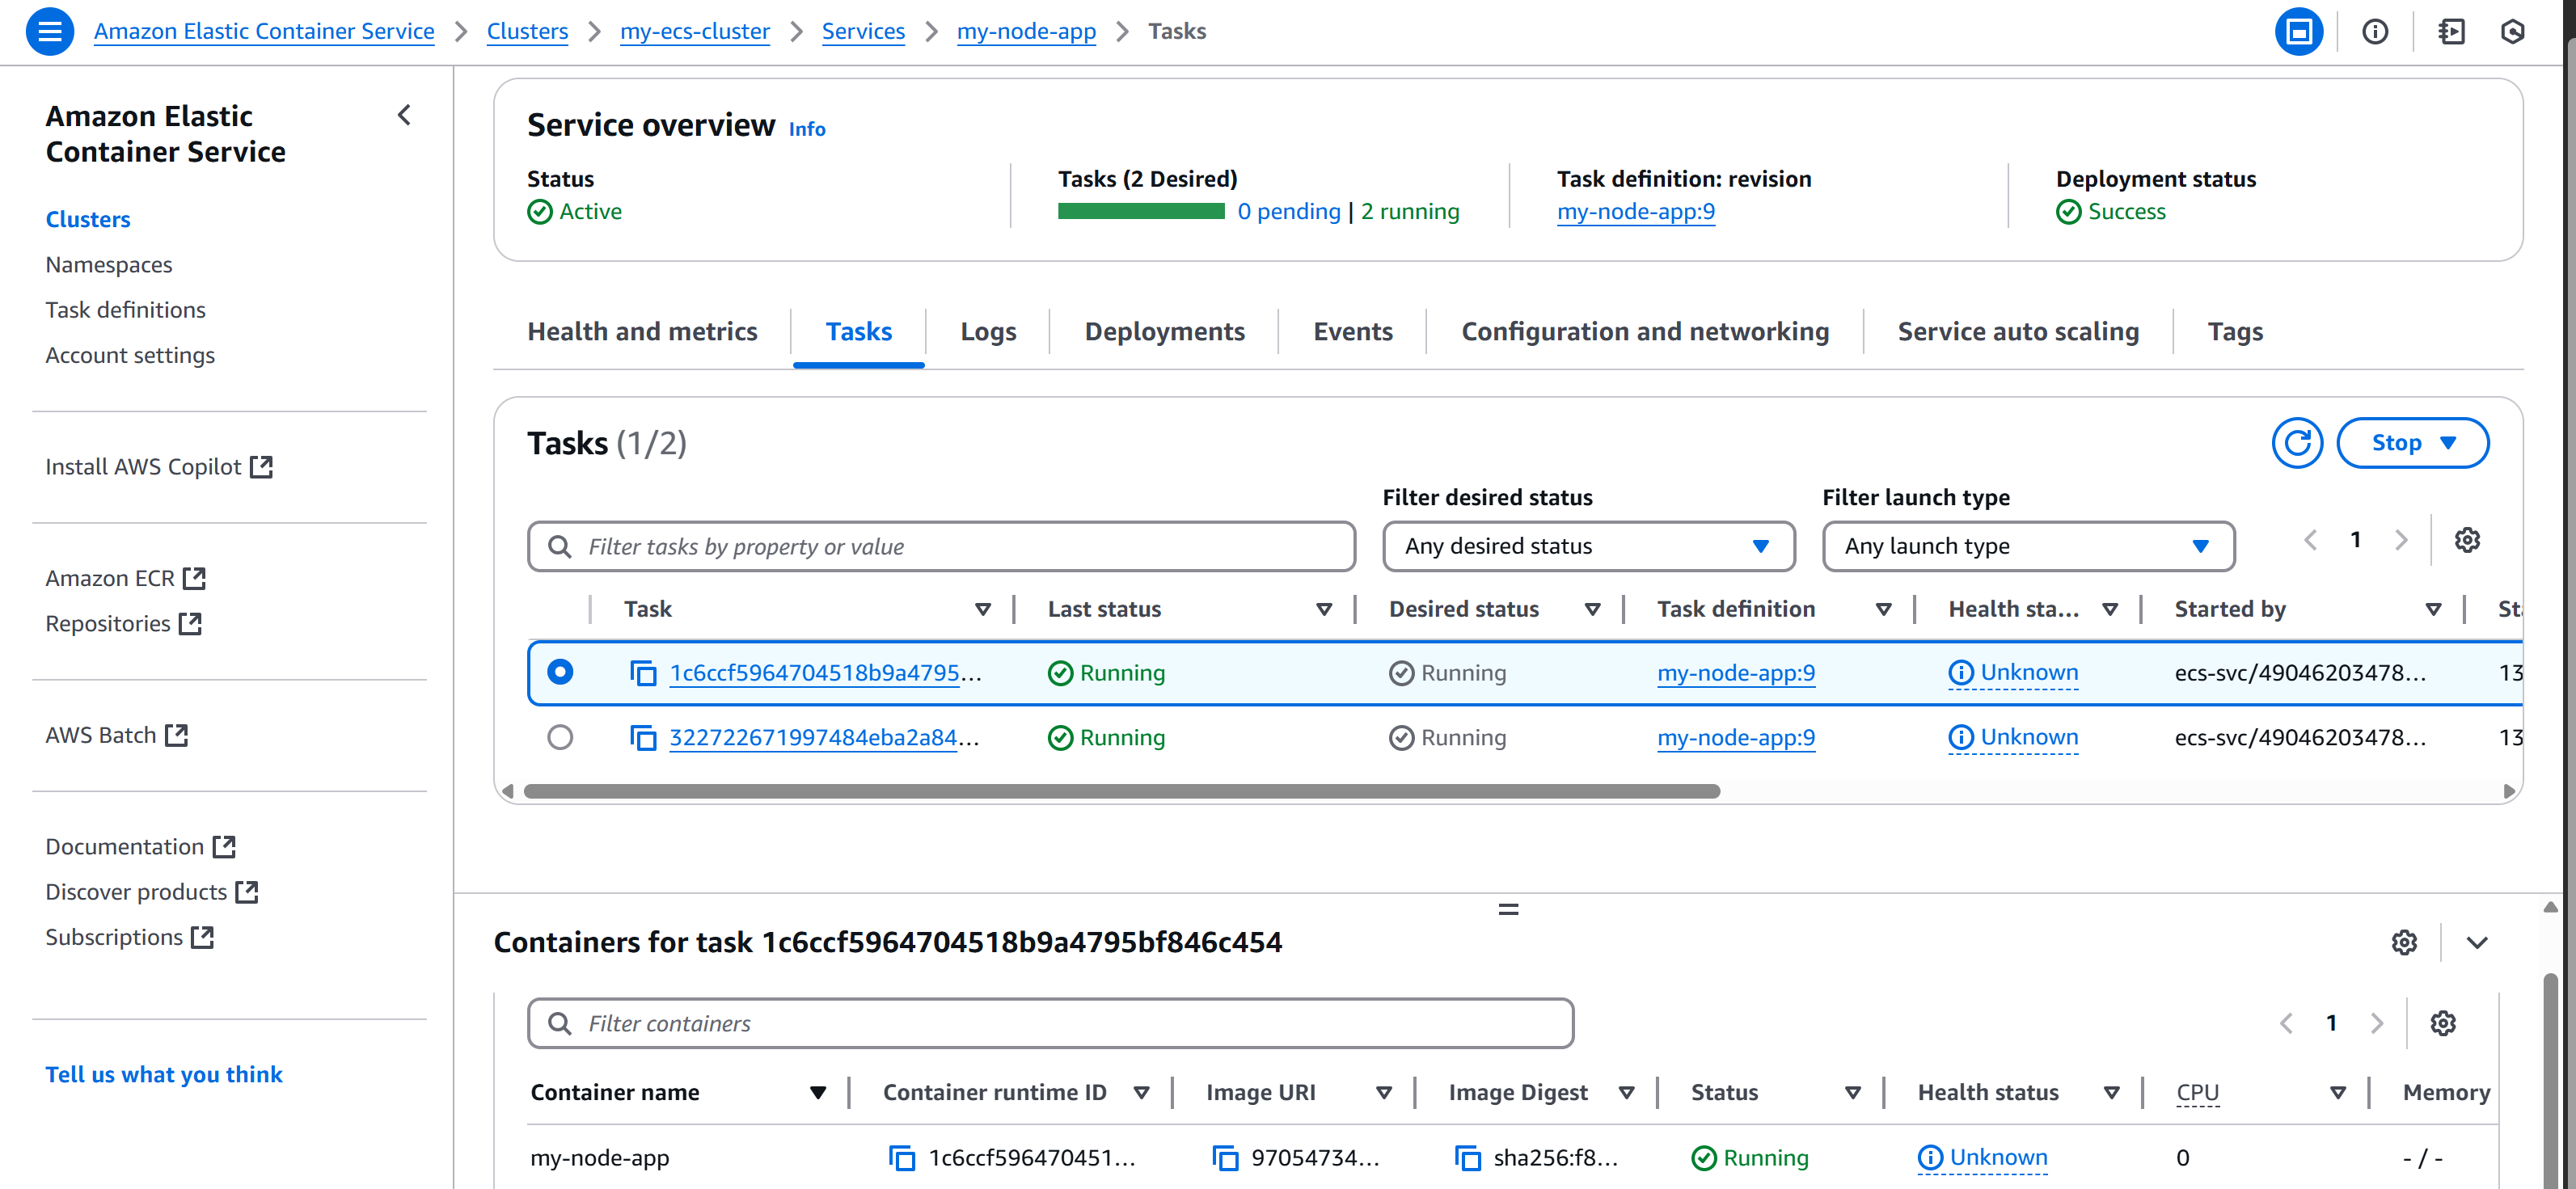 Amazon Elastic Container Service > Clusters > my-ecs-cluster > Services > my-node-app > Tasks
Amazon Elastic
Container Service
Clusters
Namespaces
Task definitions
Account settings
Install AWS Copilot
Amazon ECR
Repositories
AWS Batch
Documentation
Discover products
Subscriptions
Tell us what you think
Service overview Info
Status Tasks (2 Desired) Task definition: revision Deployment status
Active 0 pending | 2 running my-node-app:9 Success
Health and metrics Tasks Logs Deployments Events Configuration and networking Service auto scaling Tags
Tasks (1/2) Stop
Filter desired status Filter launch type
Filter tasks by property or value Any desired status Any launch type 1
Task Last status Desired status Task definition Health sta... Started by
1c6ccf5964704518b9a4795... Running Running my-node-app:9 Unknown ecs-svc/49046203478... 13
322722671997484eba2a84... Running Running my-node-app:9 Unknown ecs-svc/49046203478... 13
Containers for task 1c6ccf5964704518b9a4795bf846c454
Filter containers 1
Container name Container runtime ID Image URI Image Digest Status Health status CPU Memory
my-node-app 1c6ccf596470451... 97054734... sha256:f8... Running Unknown 0 - / -